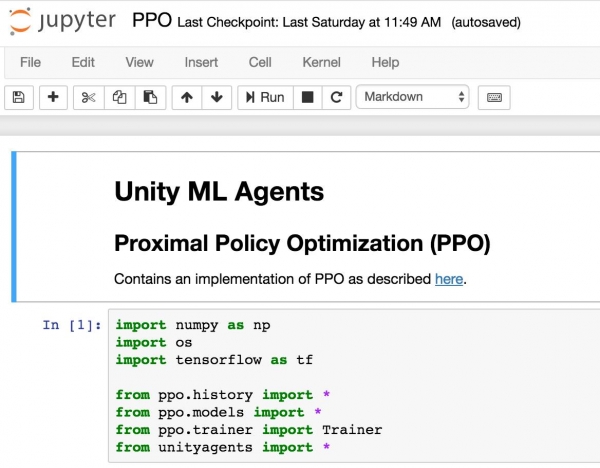 jupyter PPO Last Checkpoint: Last Saturday at 11:49 AM (autosaved)
File Edit View Insert Cell Kernel Help
Run Markdown
Unity ML Agents
Proximal Policy Optimization (PPO)
Contains an implementation of PPO as described here.
In [1]: import numpy as np
import os
import tensorflow as tf
from ppo.history import *
from ppo.models import *
from ppo.trainer import Trainer
from unityagents import *